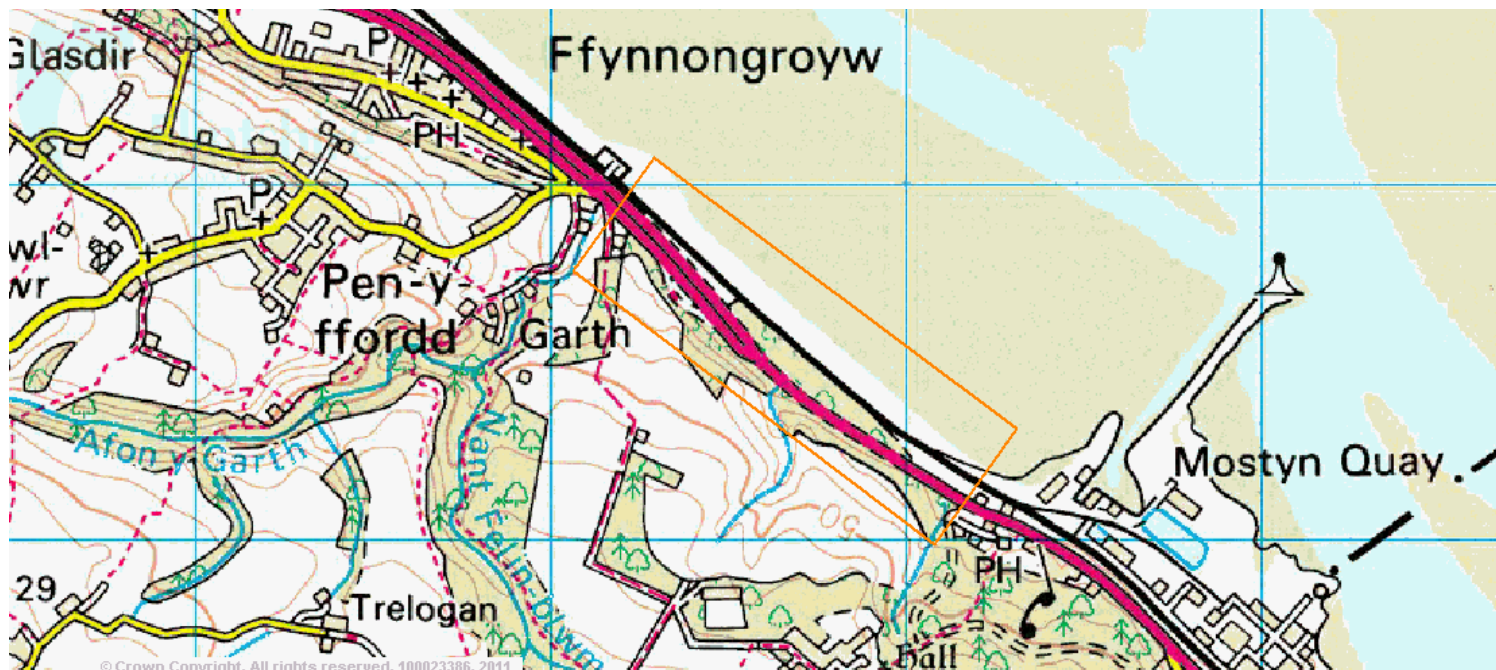 Glasdir
P
Ffynnongroyw
PH
P
wl-
wr
Pen-y-
ffordd
Garth
Afon y Garth
Nant Felin-blwm
Mostyn Quay
50
PH
29
Trelogan
Hall
© Crown Copyright. All rights reserved. 100023386. 2011